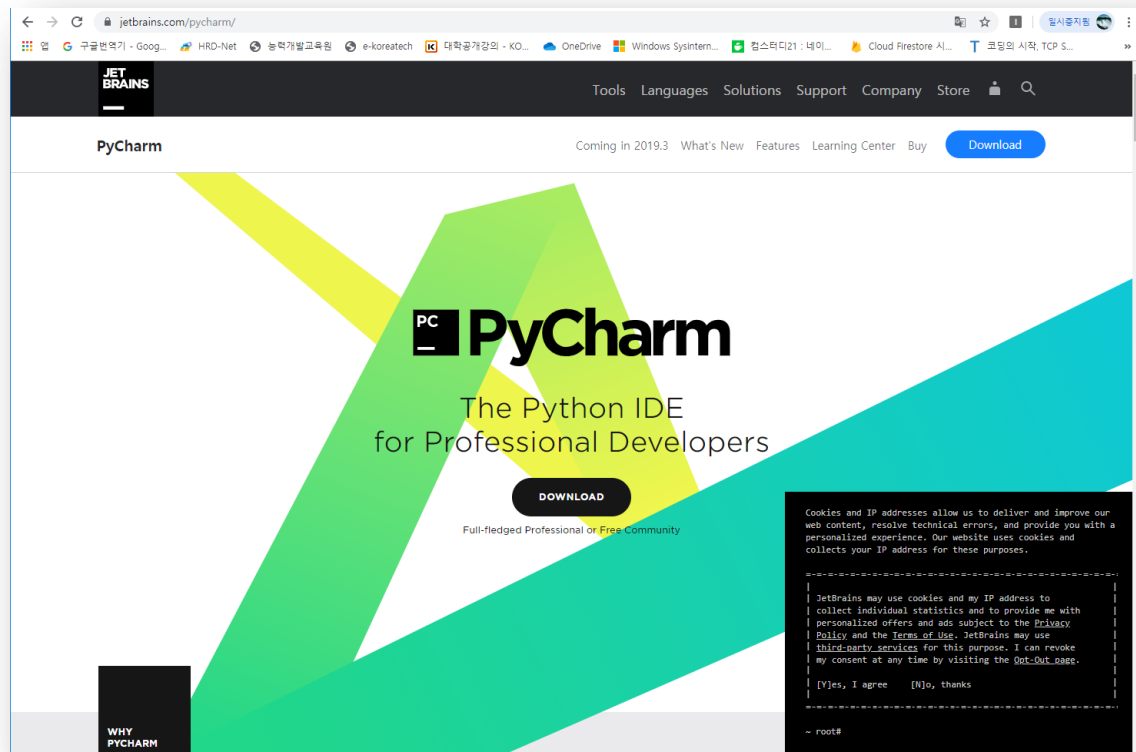 jetbrains.com/pycharm/
일시중지됨
앱 구글번역기 - Goog... HRD-Net 능력개발교육원 e-koreatech 대학공개강의 - KO... OneDrive Windows Sysintern... 컴스터디21 : 네이... Cloud Firestore 시... 코딩의 시작, TCP S... »
JET
BRAINS
Tools Languages Solutions Support Company Store
PyCharm
Coming in 2019.3 What's New Features Learning Center Buy Download
PC
PyCharm
The Python IDE
for Professional Developers
DOWNLOAD
Full-fledged Professional or Free Community
WHY
PYCHARM
Cookies and IP addresses allow us to deliver and improve our
web content, resolve technical errors, and provide you with a
personalized experience. Our website uses cookies and
collects your IP address for these purposes.
JetBrains may use cookies and my IP address to
collect individual statistics and to provide me with
personalized offers and ads subject to the Privacy
Policy and the Terms of Use. JetBrains may use
third-party services for this purpose. I can revoke
my consent at any time by visiting the Opt-Out page.
[Y]es, I agree [N]o, thanks
~ root#